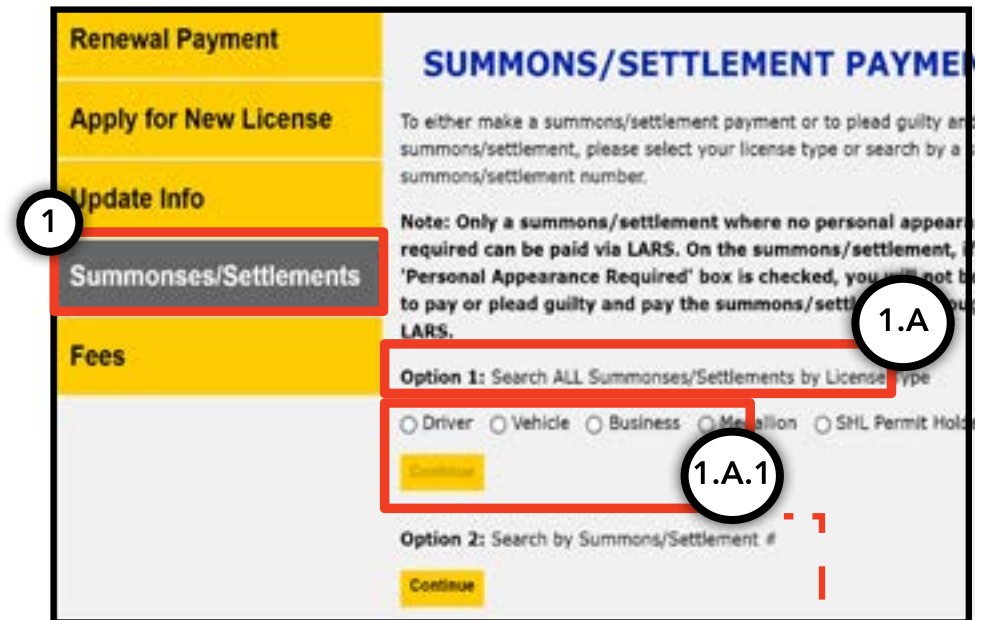 Renewal Payment
Apply for New License
Update Info
1
Summonses/Settlements
Fees
SUMMONS/SETTLEMENT PAYMEN
To either make a summons/settlement payment or to plead guilty and
summons/settlement, please select your license type or search by a
summons/settlement number.
Note: Only a summons/settlement where no personal appear
required can be paid via LARS. On the summons/settlement,
'Personal Appearance Required' box is checked, you will not b
to pay or plead guilty and pay the summons/settl
LARS.
1.A
Option 1: Search ALL Summonses/Settlements by License Type
Driver Vehicle Business Medallion SHL Permit Holde
Continue
1.A.1
Option 2: Search by Summons/Settlement #
Continue